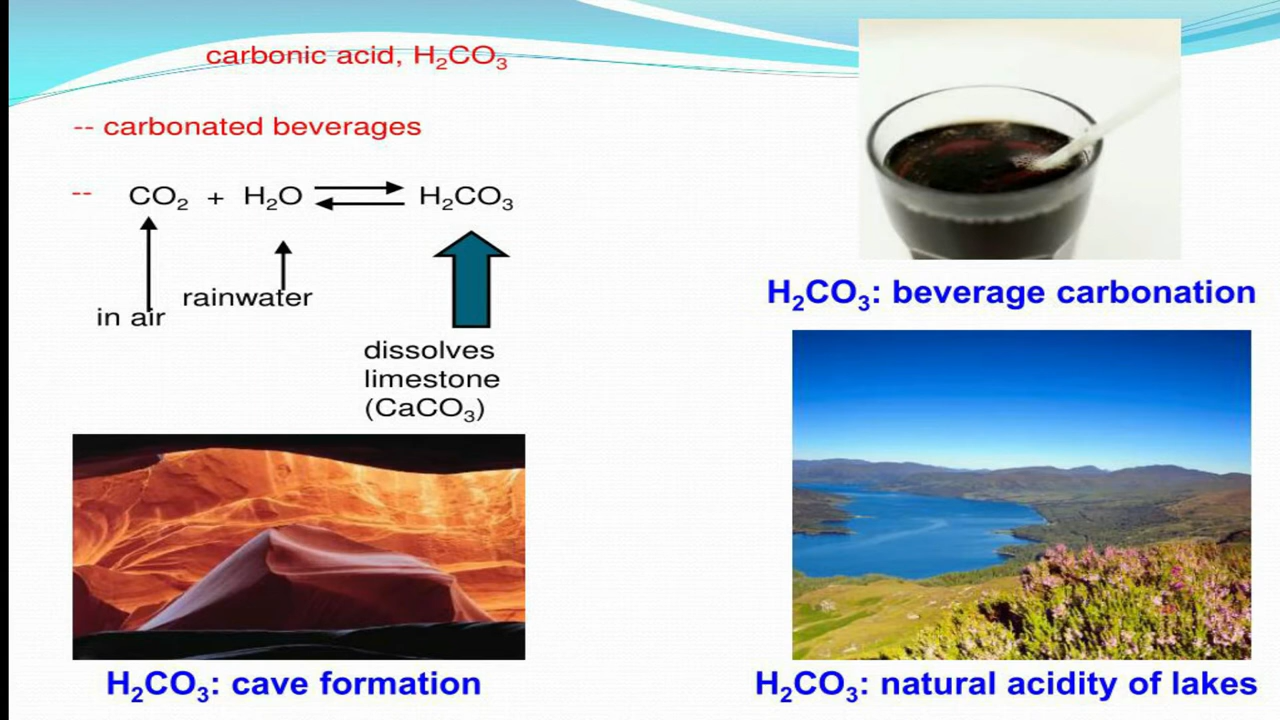 carbonic acid, H₂CO₃
-- carbonated beverages
-- CO₂ + H₂O ⇌ H₂CO₃
rainwater
in air
dissolves
limestone
(CaCO₃)
H₂CO₃: beverage carbonation
H₂CO₃: cave formation
H₂CO₃: natural acidity of lakes